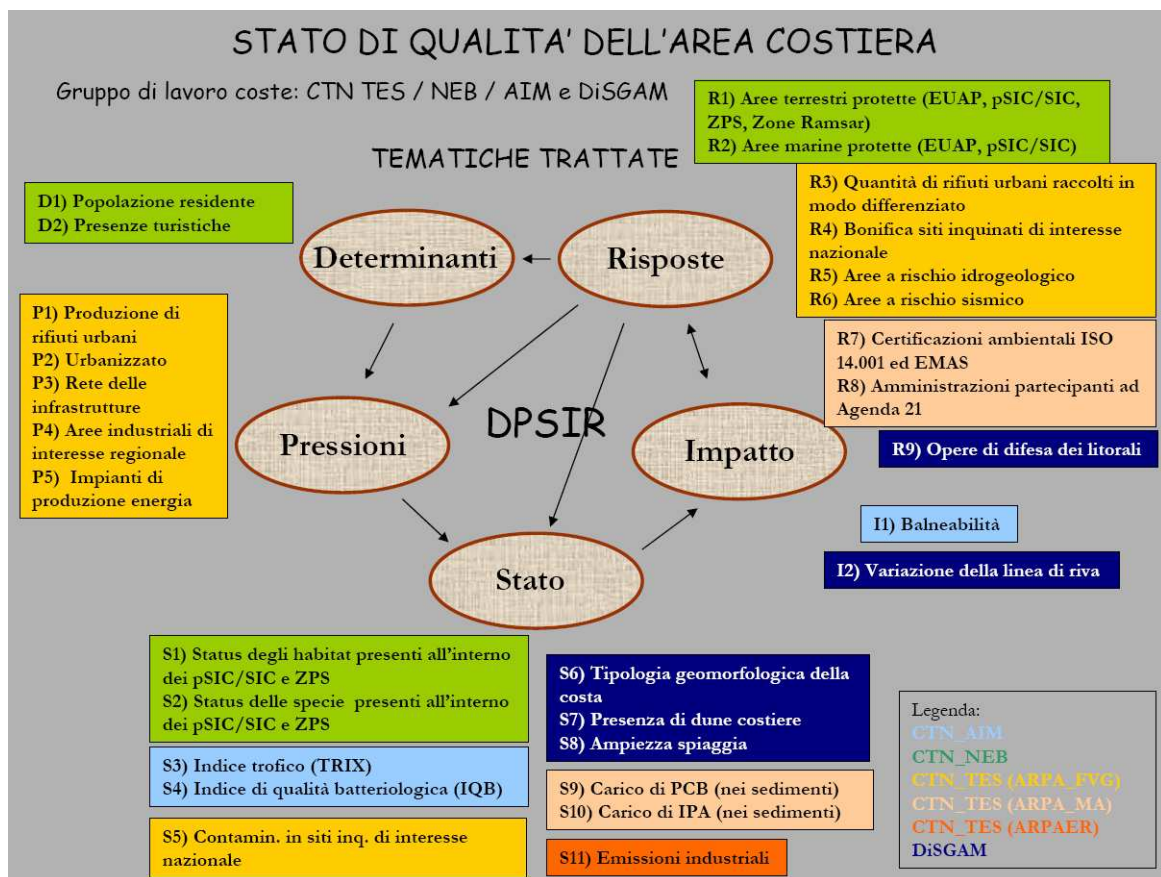 STATO DI QUALITA' DELL'AREA COSTIERA
Gruppo di lavoro coste: CTN TES / NEB / AIM e DiSGAM
R1) Aree terrestri protette (EUAP, pSIC/SIC,
ZPS, Zone Ramsar)
R2) Aree marine protette (EUAP, pSIC/SIC)
TEMATICHE TRATTATE
D1) Popolazione residente
D2) Presenze turistiche
R3) Quantità di rifiuti urbani raccolti in
modo differenziato
R4) Bonifica siti inquinati di interesse
nazionale
R5) Aree a rischio idrogeologico
R6) Aree a rischio sismico
Determinanti
Risposte
P1) Produzione di
rifiuti urbani
P2) Urbanizzato
P3) Rete delle
infrastrutture
P4) Aree industriali di
interesse regionale
P5) Impianti di
produzione energia
R7) Certificazioni ambientali ISO
14.001 ed EMAS
R8) Amministrazioni partecipanti ad
Agenda 21
DPSIR
Pressioni
Impatto
R9) Opere di difesa dei litorali
I1) Balneabilità
I2) Variazione della linea di riva
Stato
S1) Status degli habitat presenti all'interno
dei pSIC/SIC e ZPS
S2) Status delle specie presenti all'interno
dei pSIC/SIC e ZPS
S3) Indice trofico (TRIX)
S4) Indice di qualità batteriologica (IQB)
S5) Contamin. in siti inq. di interesse
nazionale
S6) Tipologia geomorfologica della
costa
S7) Presenza di dune costiere
S8) Ampiezza spiaggia
S9) Carico di PCB (nei sedimenti)
S10) Carico di IPA (nei sedimenti)
S11) Emissioni industriali
Legenda:
CTN_AIM
CTN_NEB
CTN_TES (ARPA_FVG)
CTN_TES (ARPA_MA)
CTN_TES (ARPAER)
DiSGAM